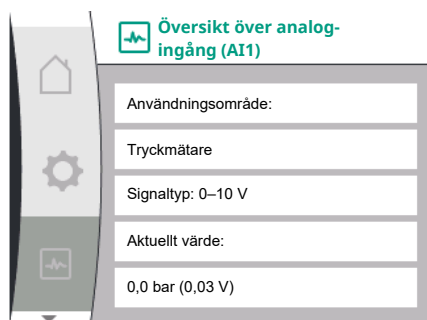 Översikt över analog-
ingång (AI1)
Användningsområde:
Tryckmätare
Signaltyp: 0–10 V
Aktuellt värde:
0,0 bar (0,03 V)